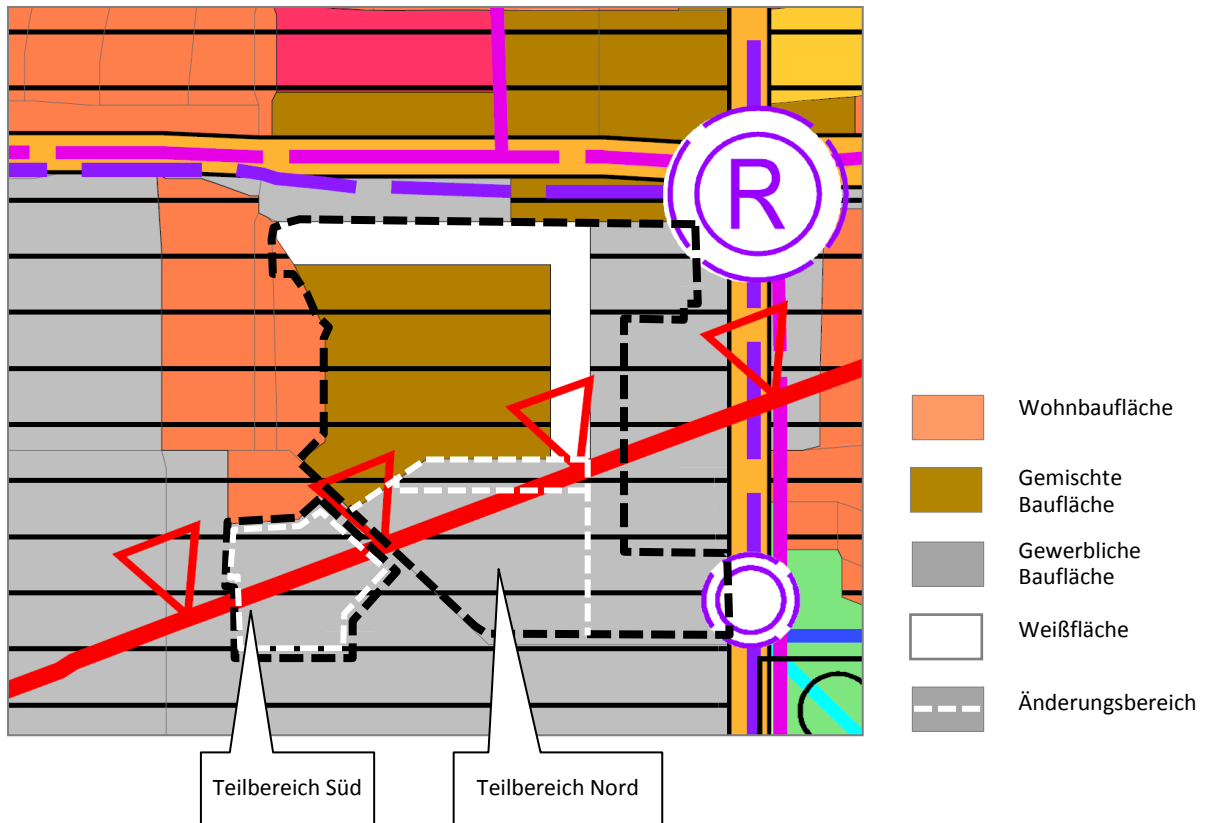 R
Wohnbaufläche
Gemischte
Baufläche
Gewerbliche
Baufläche
Weißfläche
Änderungsbereich
Teilbereich Süd
Teilbereich Nord